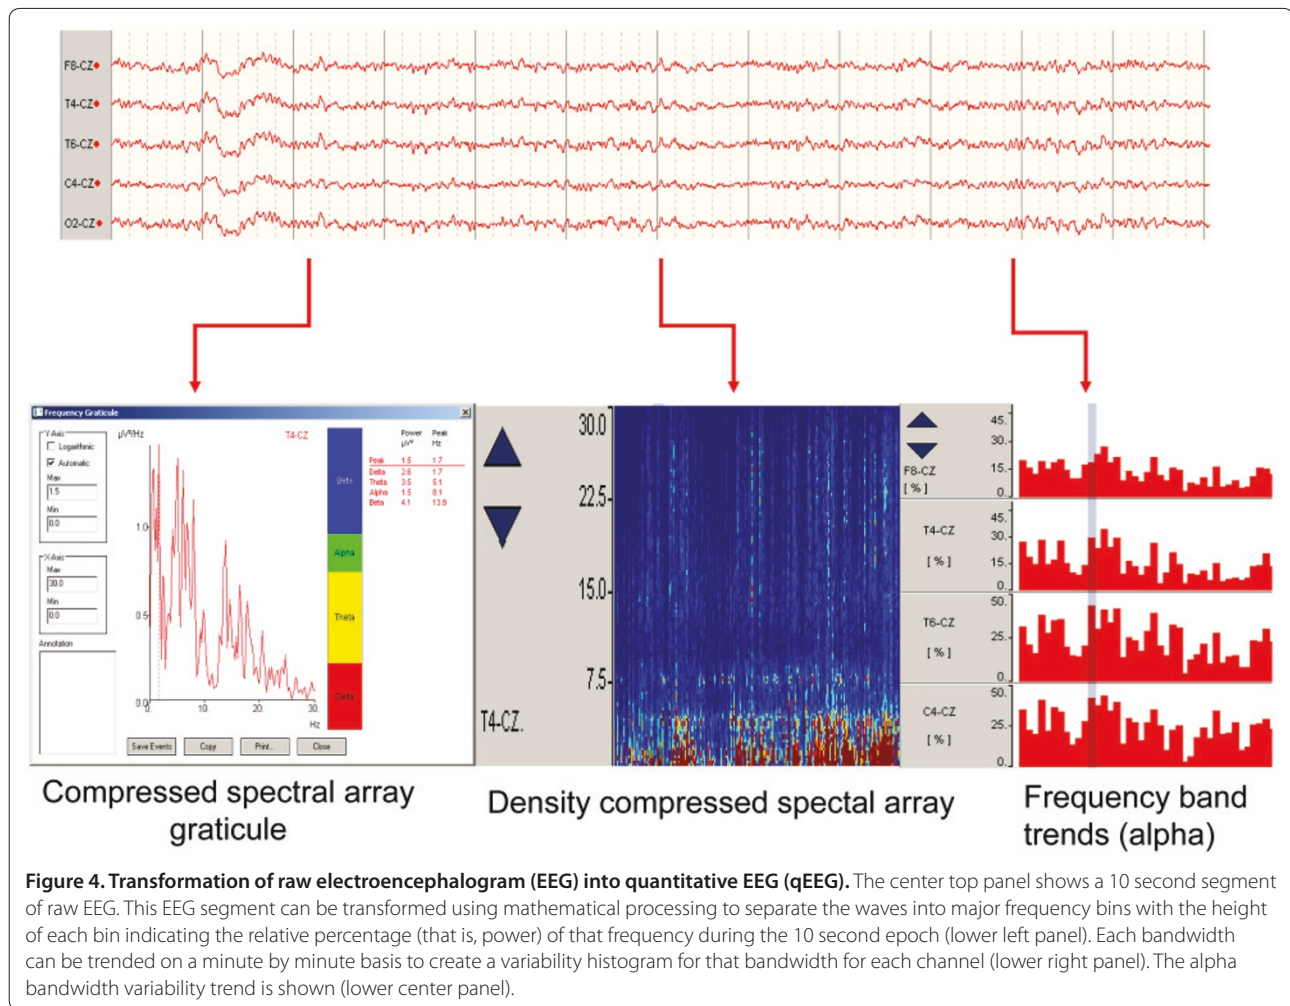 F8-CZ
T4-CZ
T6-CZ
C4-CZ
O2-CZ
Frequency Graticule
Y-Axis
Logarithmic
Automatic
Max
1.5
Min
0.0
X-Axis
Max
30.0
Min
0.0
Annotation
µV²/Hz
T4-CZ
1.0
0.5
0.0
0. 10 20 30
Hz
Beta
Alpha
Theta
Delta
Power Peak
µV² Hz
Peak 1.5 1.7
Delta 2.6 1.7
Theta 3.5 5.1
Alpha 1.5 8.1
Beta 4.1 13.9
Save Events Copy Print... Close
30.0
22.5
15.0
7.5
T4-CZ.
F8-CZ
[ % ]
45.
30.
15.
0.
T4-CZ
[ % ]
45.
30.
15.
0.
T6-CZ
[ % ]
50.
25.
0.
C4-CZ
[ % ]
50.
25.
0.
Compressed spectral array
graticule
Density compressed spectal array
Frequency band
trends (alpha)
Figure 4. Transformation of raw electroencephalogram (EEG) into quantitative EEG (qEEG). The center top panel shows a 10 second segment
of raw EEG. This EEG segment can be transformed using mathematical processing to separate the waves into major frequency bins with the height
of each bin indicating the relative percentage (that is, power) of that frequency during the 10 second epoch (lower left panel). Each bandwidth
can be trended on a minute by minute basis to create a variability histogram for that bandwidth for each channel (lower right panel). The alpha
bandwidth variability trend is shown (lower center panel).